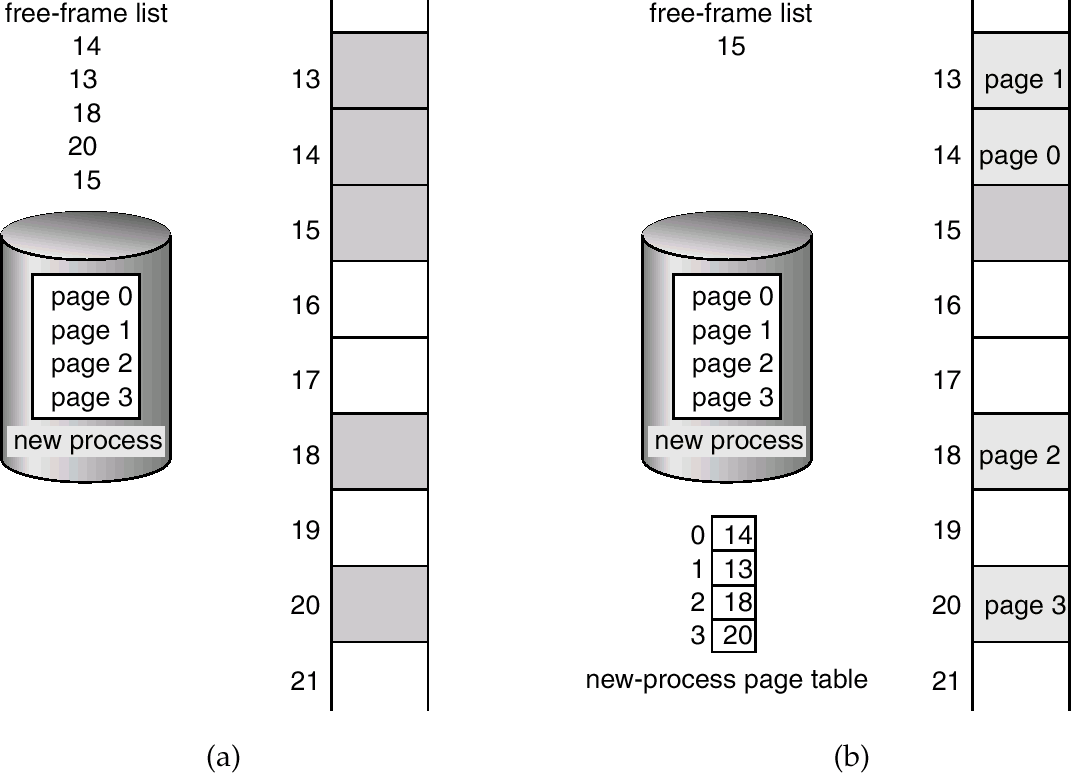 free-frame list
14
13
18
20
15
page 0
page 1
page 2
page 3
new process
13
14
15
16
17
18
19
20
21
(a)
free-frame list
15
page 0
page 1
page 2
page 3
new process
0 14
1 13
2 18
3 20
new-process page table
13 page 1
14 page 0
15
16
17
18 page 2
19
20 page 3
21
(b)